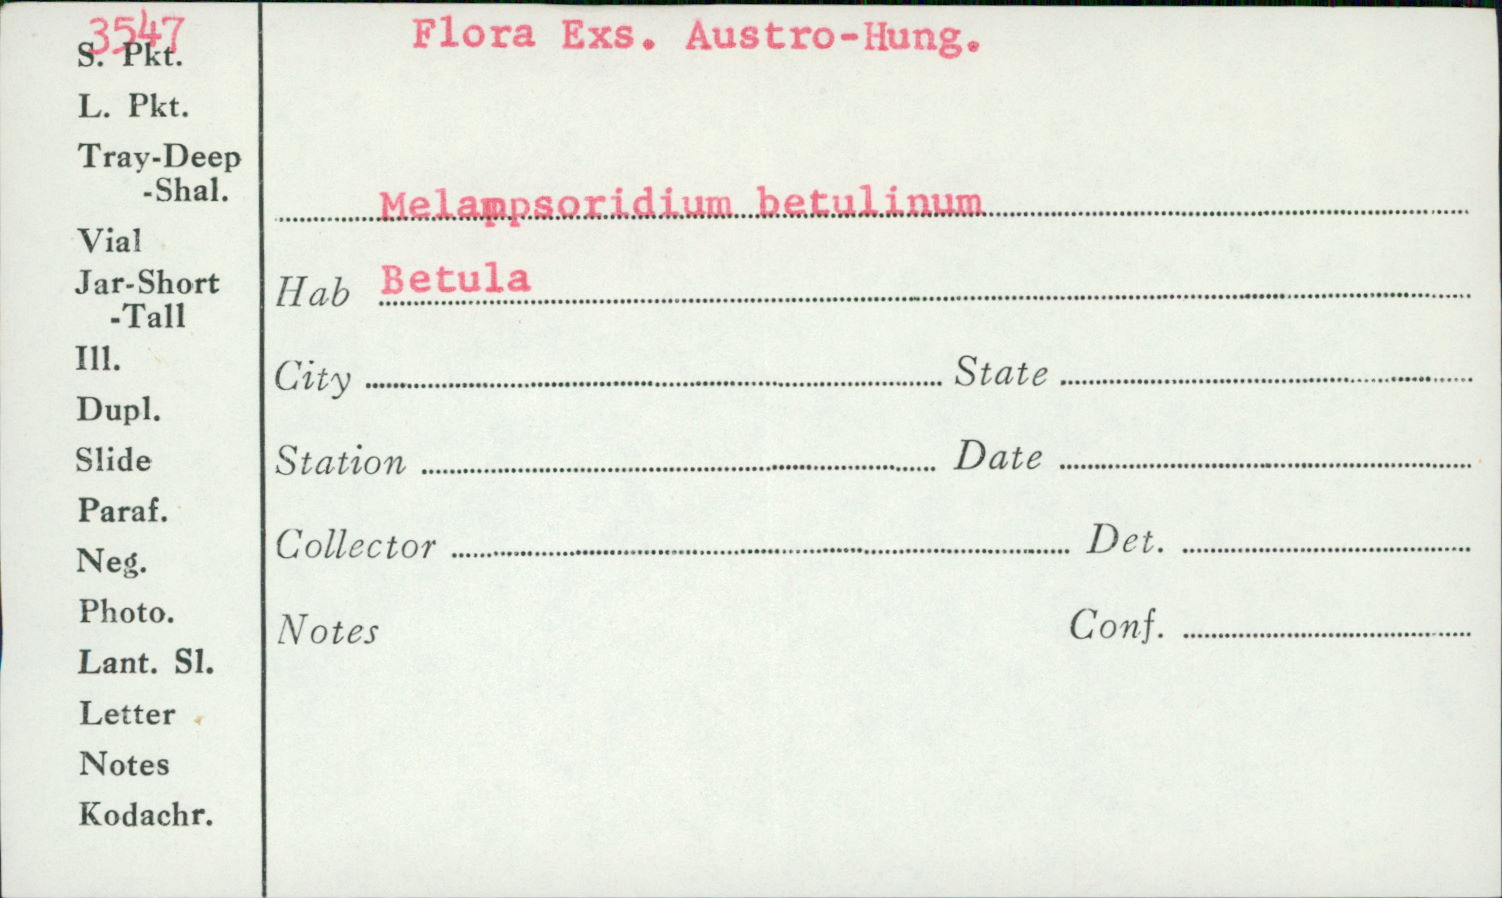 3547
Flora Exs. Austro-Hung.
S. Pkt.
L. Pkt.
Tray-Deep
-Shal.
Vial
Jar-Short
-Tall
Ill.
Dupl.
Slide
Paraf.
Neg.
Photo.
Lant. Sl.
Letter
Notes
Kodachr.
Melampsoridium betulinum
Hab Betula
City State
Station Date
Collector Det.
Notes Conf.